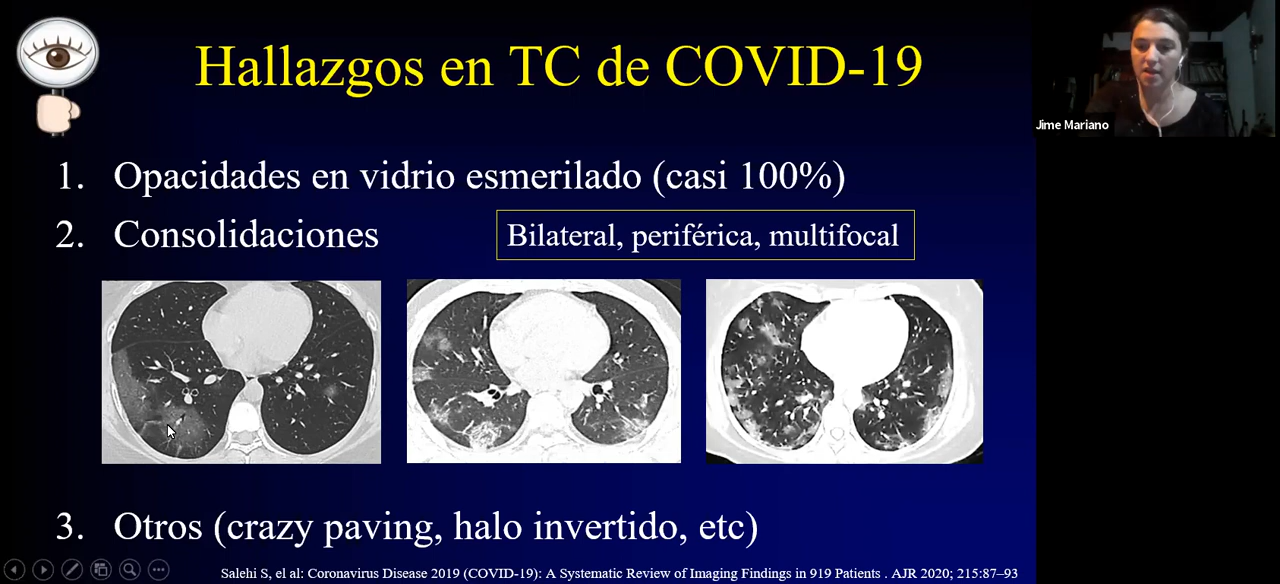 Hallazgos en TC de COVID-19
Jime Mariano
1. Opacidades en vidrio esmerilado (casi 100%)
2. Consolidaciones
Bilateral, periférica, multifocal
3. Otros (crazy paving, halo invertido, etc)
Salehi S, el al: Coronavirus Disease 2019 (COVID-19): A Systematic Review of Imaging Findings in 919 Patients . AJR 2020; 215:87–93